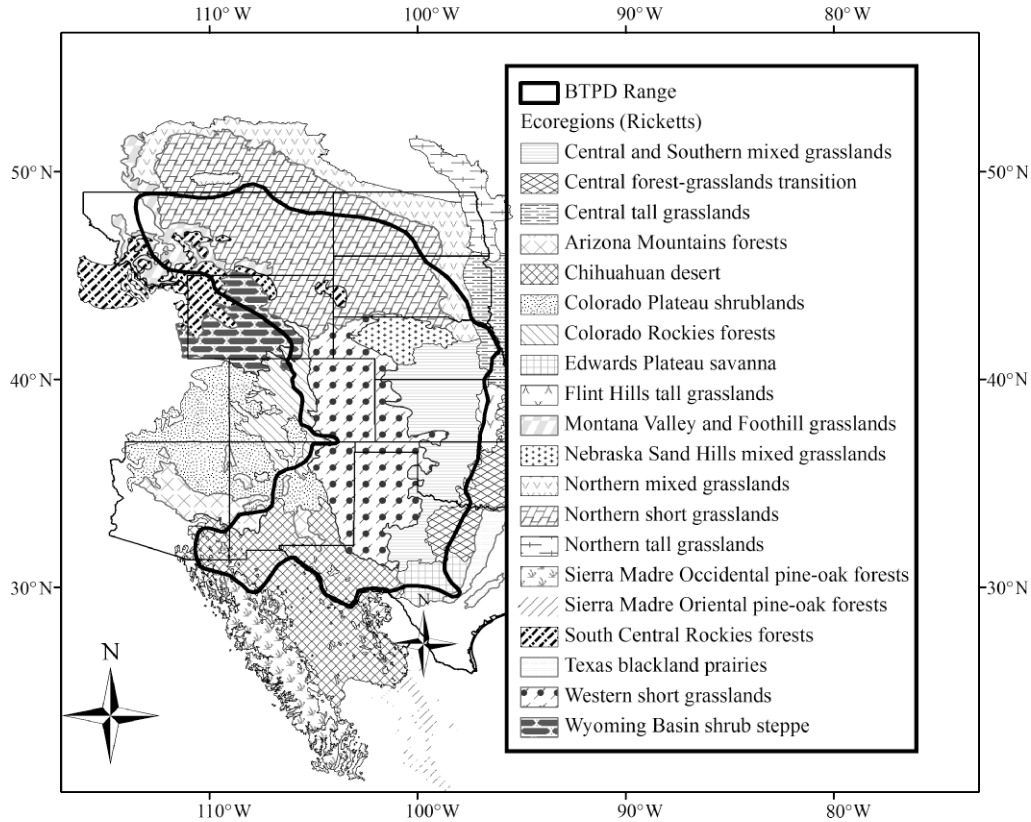 110°W 100°W 90°W 80°W
BTPD Range
Ecoregions (Ricketts)
Central and Southern mixed grasslands
Central forest-grasslands transition
Central tall grasslands
Arizona Mountains forests
Chihuahuan desert
Colorado Plateau shrublands
Colorado Rockies forests
Edwards Plateau savanna
Flint Hills tall grasslands
Montana Valley and Foothill grasslands
Nebraska Sand Hills mixed grasslands
Northern mixed grasslands
Northern short grasslands
Northern tall grasslands
Sierra Madre Occidental pine-oak forests
Sierra Madre Oriental pine-oak forests
South Central Rockies forests
Texas blackland prairies
Western short grasslands
Wyoming Basin shrub steppe
50°N 50°N
40°N 40°N
30°N 30°N
N
N
110°W 100°W 90°W 80°W